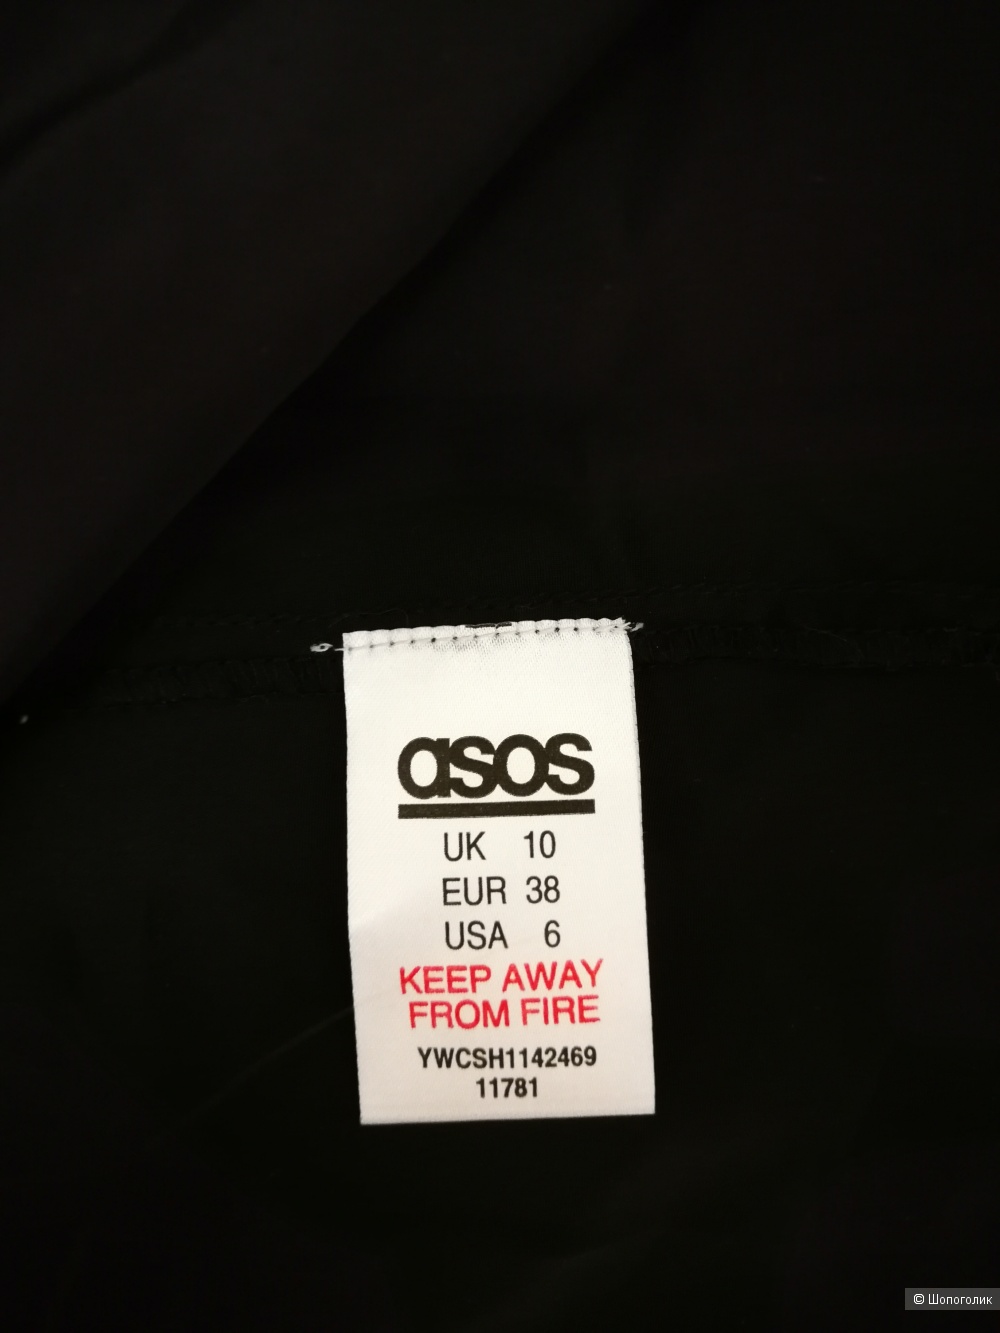 asos
UK 10
EUR 38
USA 6
KEEP AWAY
FROM FIRE
YWCSH1142469
11781
© Шопоголик